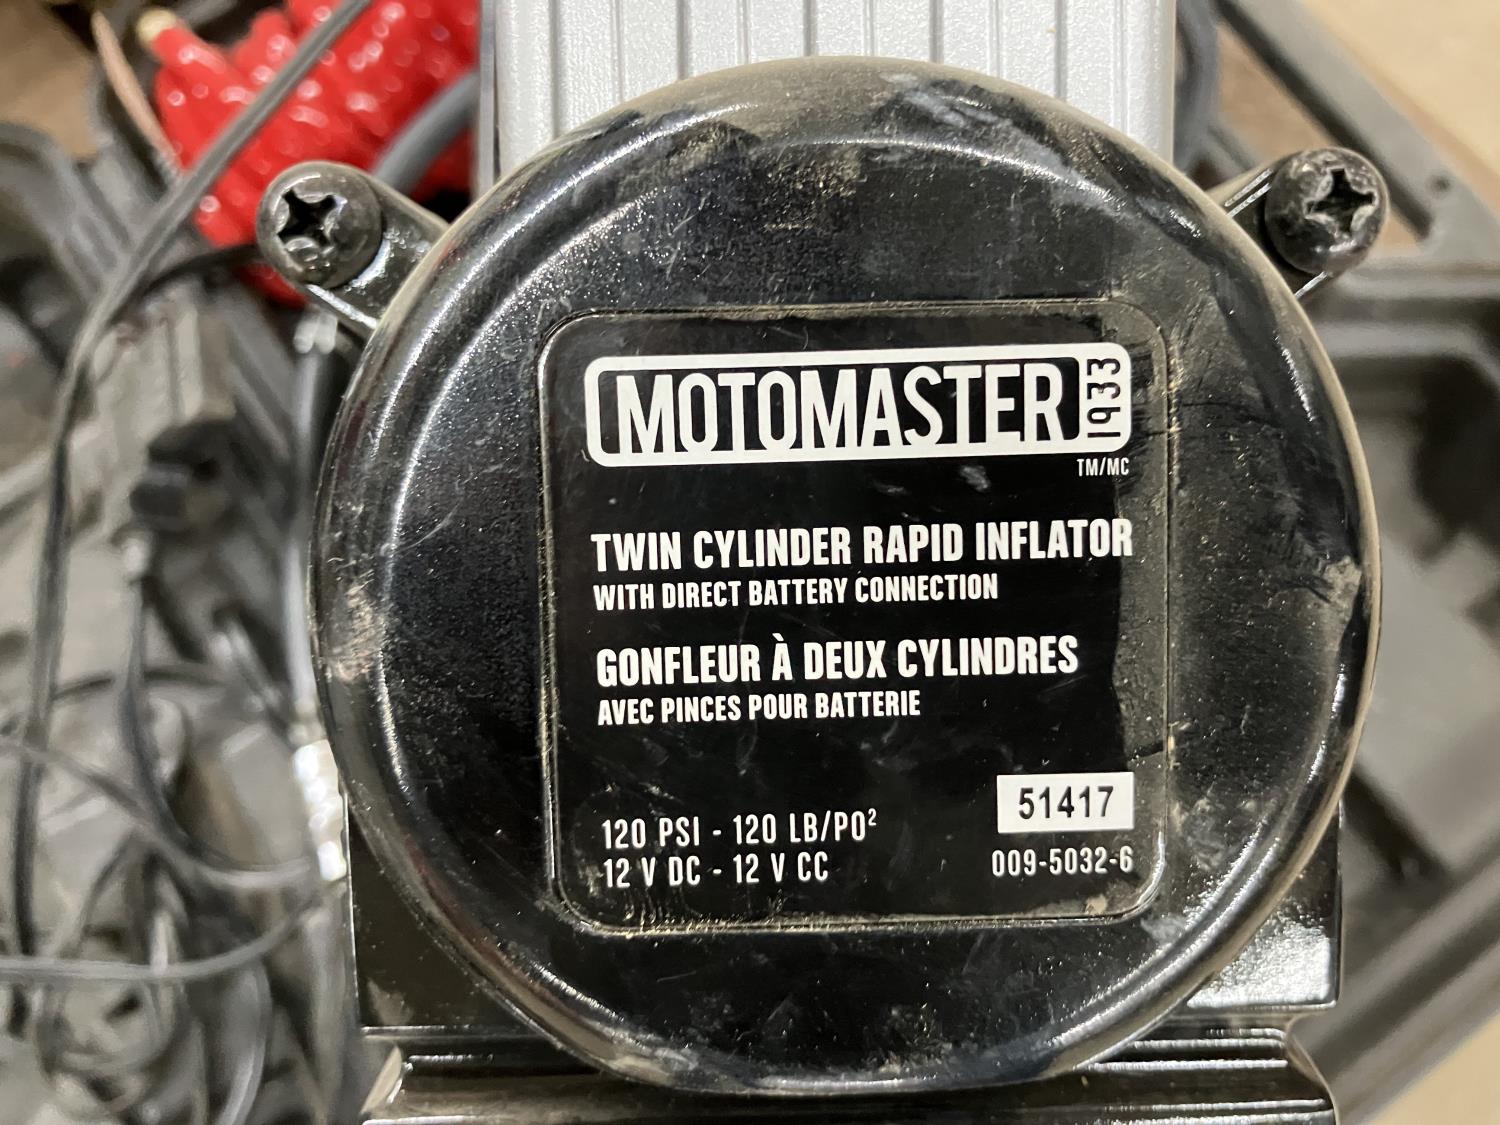 MOTOMASTER 1933
TM/MC
TWIN CYLINDER RAPID INFLATOR
WITH DIRECT BATTERY CONNECTION
GONFLEUR À DEUX CYLINDRES
AVEC PINCES POUR BATTERIE
120 PSI - 120 LB/PO²
12 V DC - 12 V CC
51417
009-5032-6